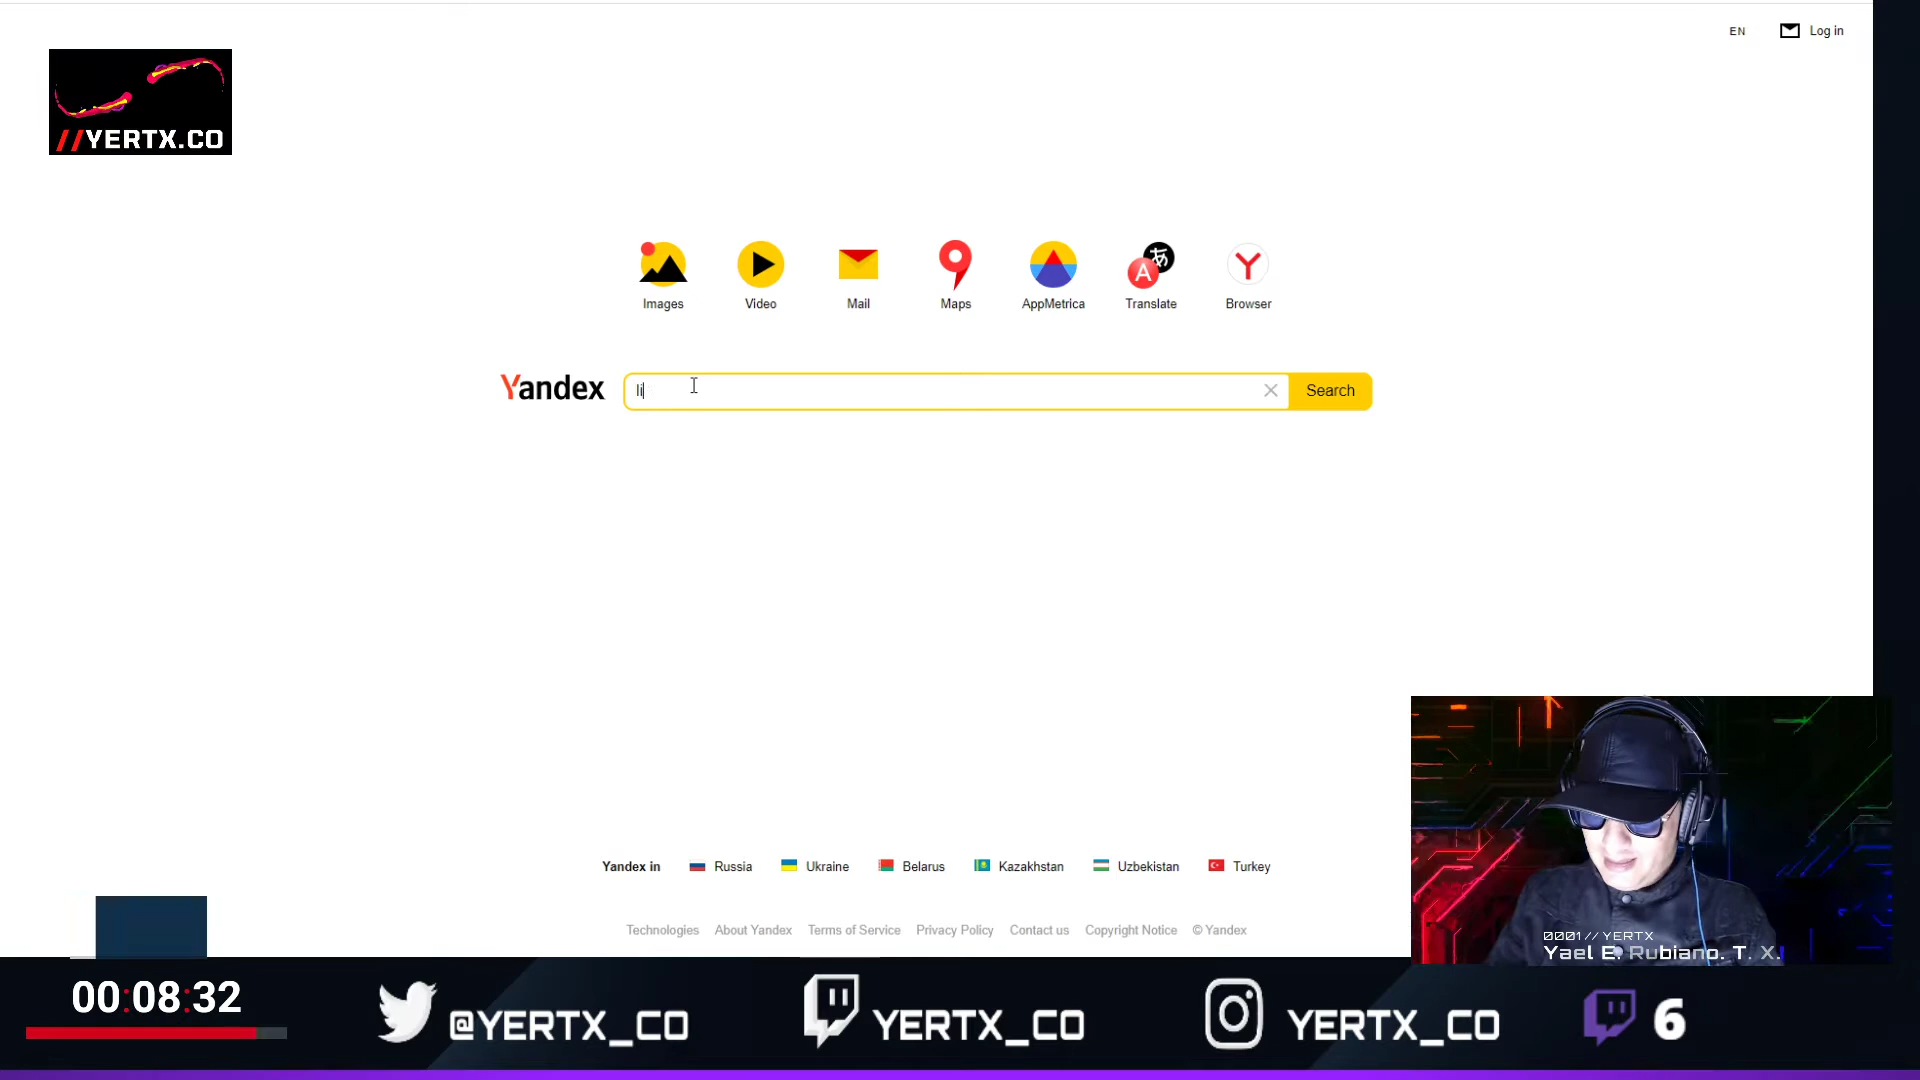 EN
Log in
//YERTX.CO
Images
Video
Mail
Maps
AppMetrica
Translate
Browser
Yandex
li
Search
Yandex in
Russia
Ukraine
Belarus
Kazakhstan
Uzbekistan
Turkey
Technologies
About Yandex
Terms of Service
Privacy Policy
Contact us
Copyright Notice
© Yandex
0001 // YERTX
Yael E. Rubiano. T. X.
00:08:32
@YERTX_CO
YERTX_CO
YERTX_CO
6